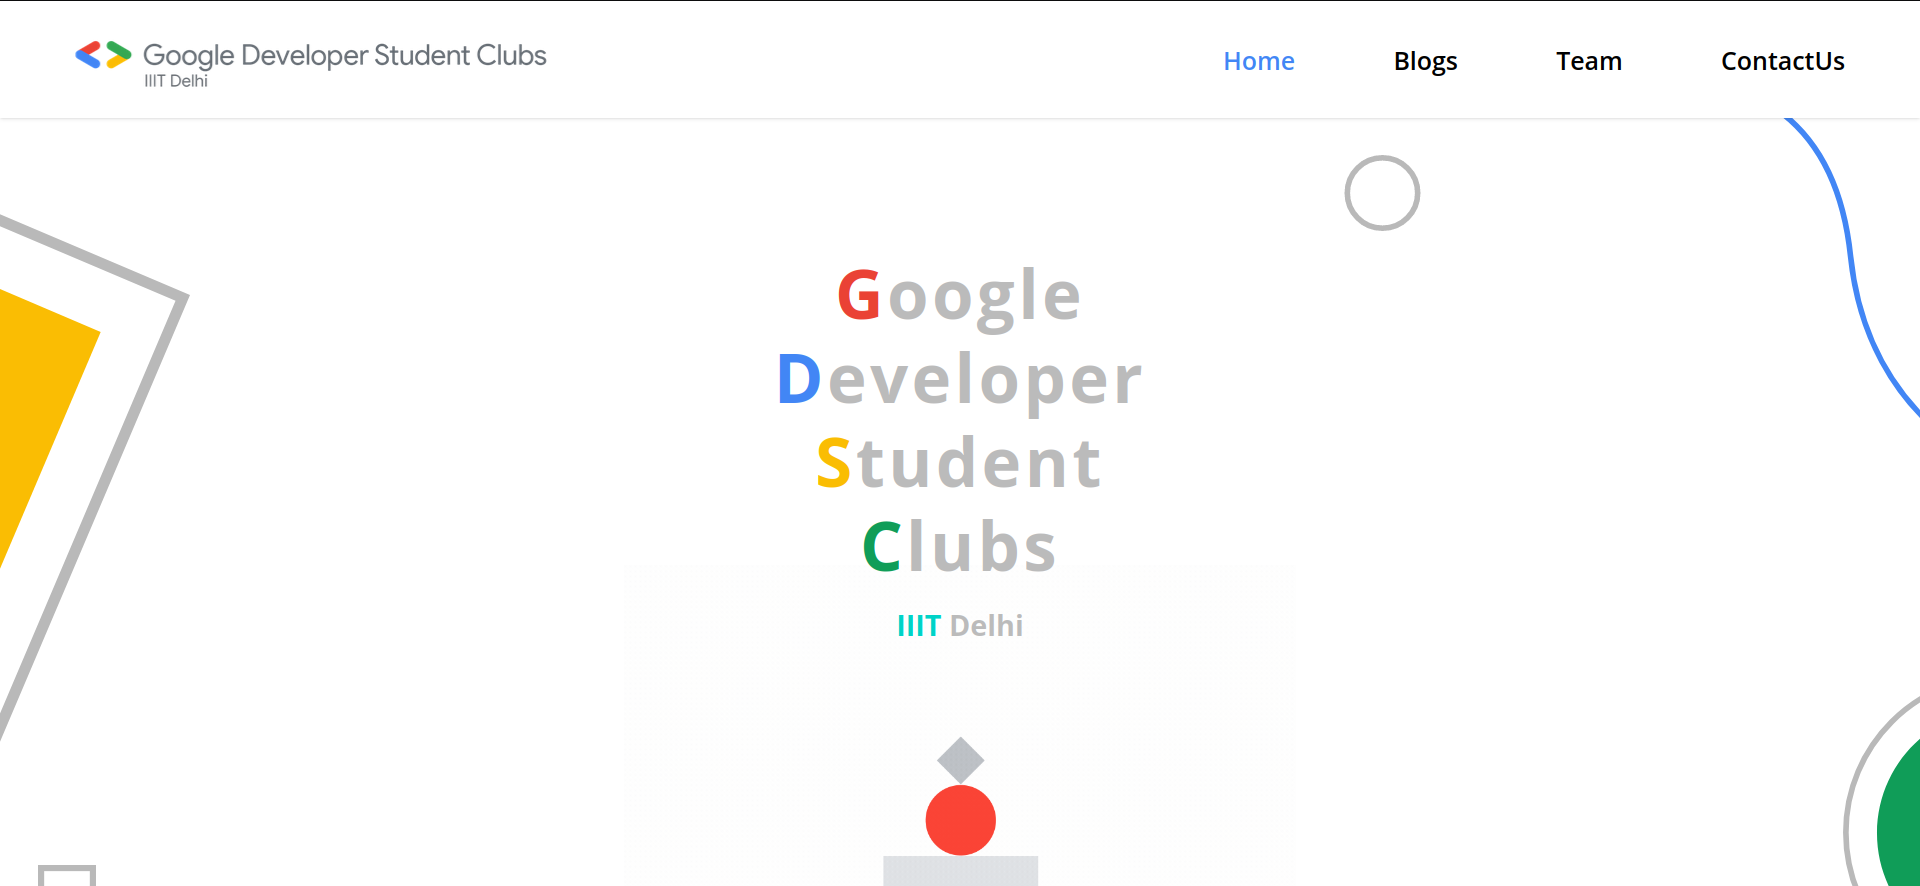 Google Developer Student Clubs
IIIT Delhi
Home Blogs Team ContactUs
Google
Developer
Student
Clubs
IIIT Delhi